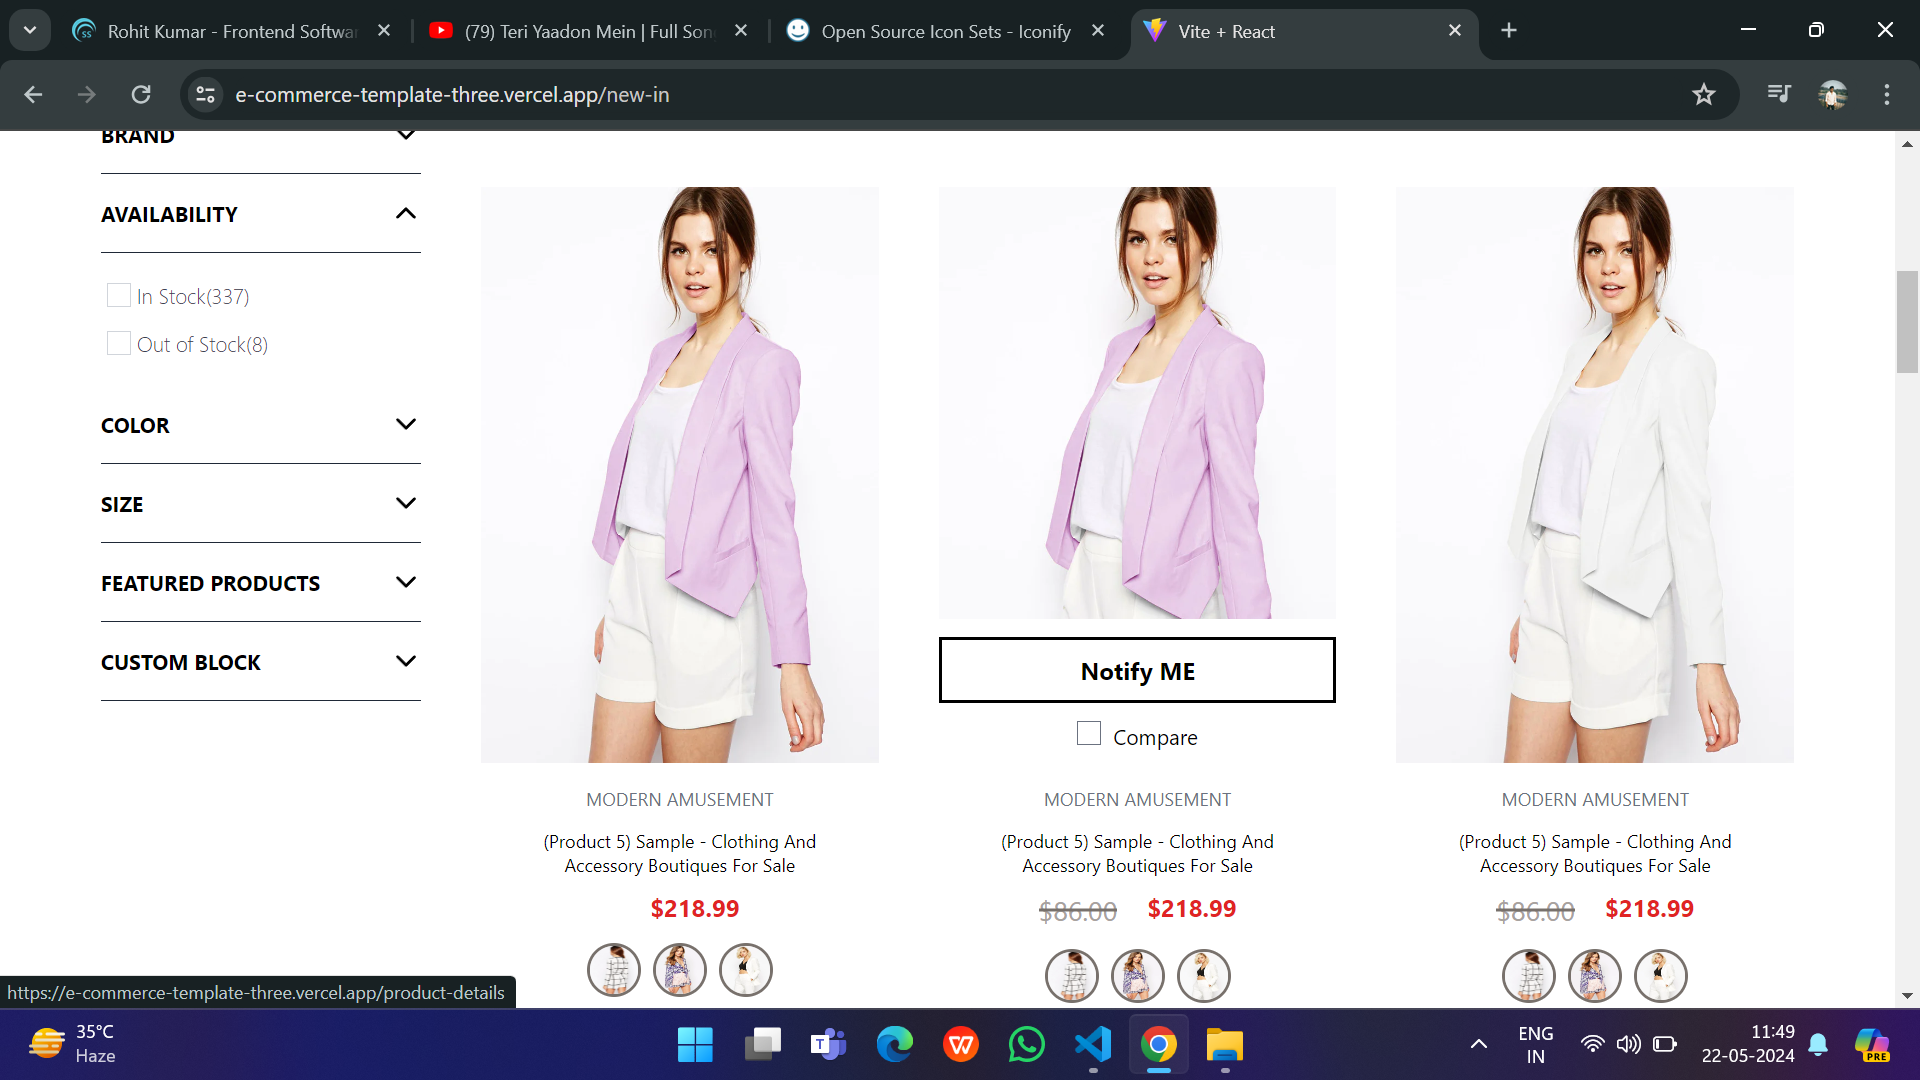 Rohit Kumar - Frontend Softwar
(79) Teri Yaadon Mein | Full Son
Open Source Icon Sets - Iconify
Vite + React
e-commerce-template-three.vercel.app/new-in
BRAND
AVAILABILITY
In Stock(337)
Out of Stock(8)
COLOR
SIZE
FEATURED PRODUCTS
CUSTOM BLOCK
MODERN AMUSEMENT
(Product 5) Sample - Clothing And
Accessory Boutiques For Sale
$218.99
Notify ME
Compare
MODERN AMUSEMENT
(Product 5) Sample - Clothing And
Accessory Boutiques For Sale
$86.00 $218.99
MODERN AMUSEMENT
(Product 5) Sample - Clothing And
Accessory Boutiques For Sale
$86.00 $218.99
https://e-commerce-template-three.vercel.app/product-details
35°C
Haze
ENG
IN
11:49
22-05-2024
PRE